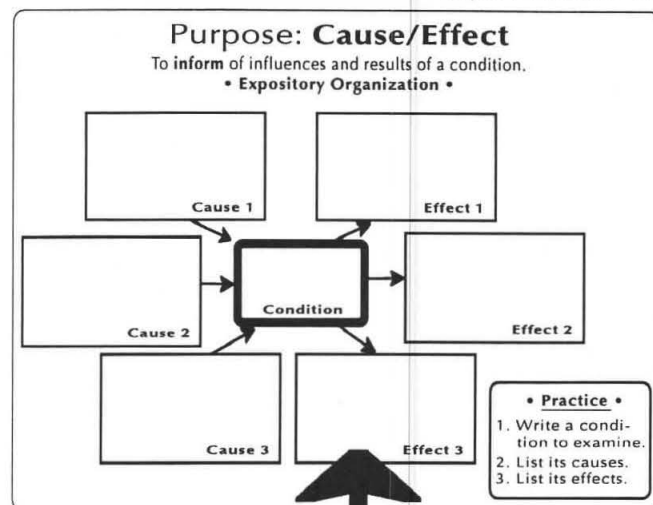 Purpose: Cause/Effect
To inform of influences and results of a condition.
• Expository Organization •
Cause 1
Effect 1
Cause 2
Condition
Effect 2
Cause 3
Effect 3
• Practice •
1. Write a condi-
tion to examine.
2. List its causes.
3. List its effects.